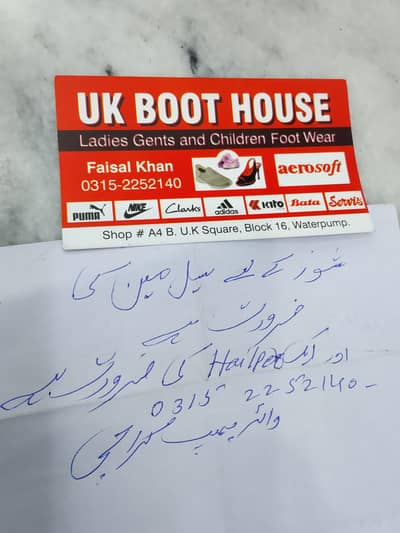 UK BOOT HOUSE
Ladies Gents and Children Foot Wear
Faisal Khan
0315-2252140
aerosoft
PUMA NIKE Clarks adidas KITO Bata Servis
Shop # A4 B. U.K Square, Block 16, Waterpump.
شوز کے لیے سیل مین کی
ضرورت ہے
اور ایک Hailper کی ضرورت ہے
0315 2252140
واٹر پمپ کراچی